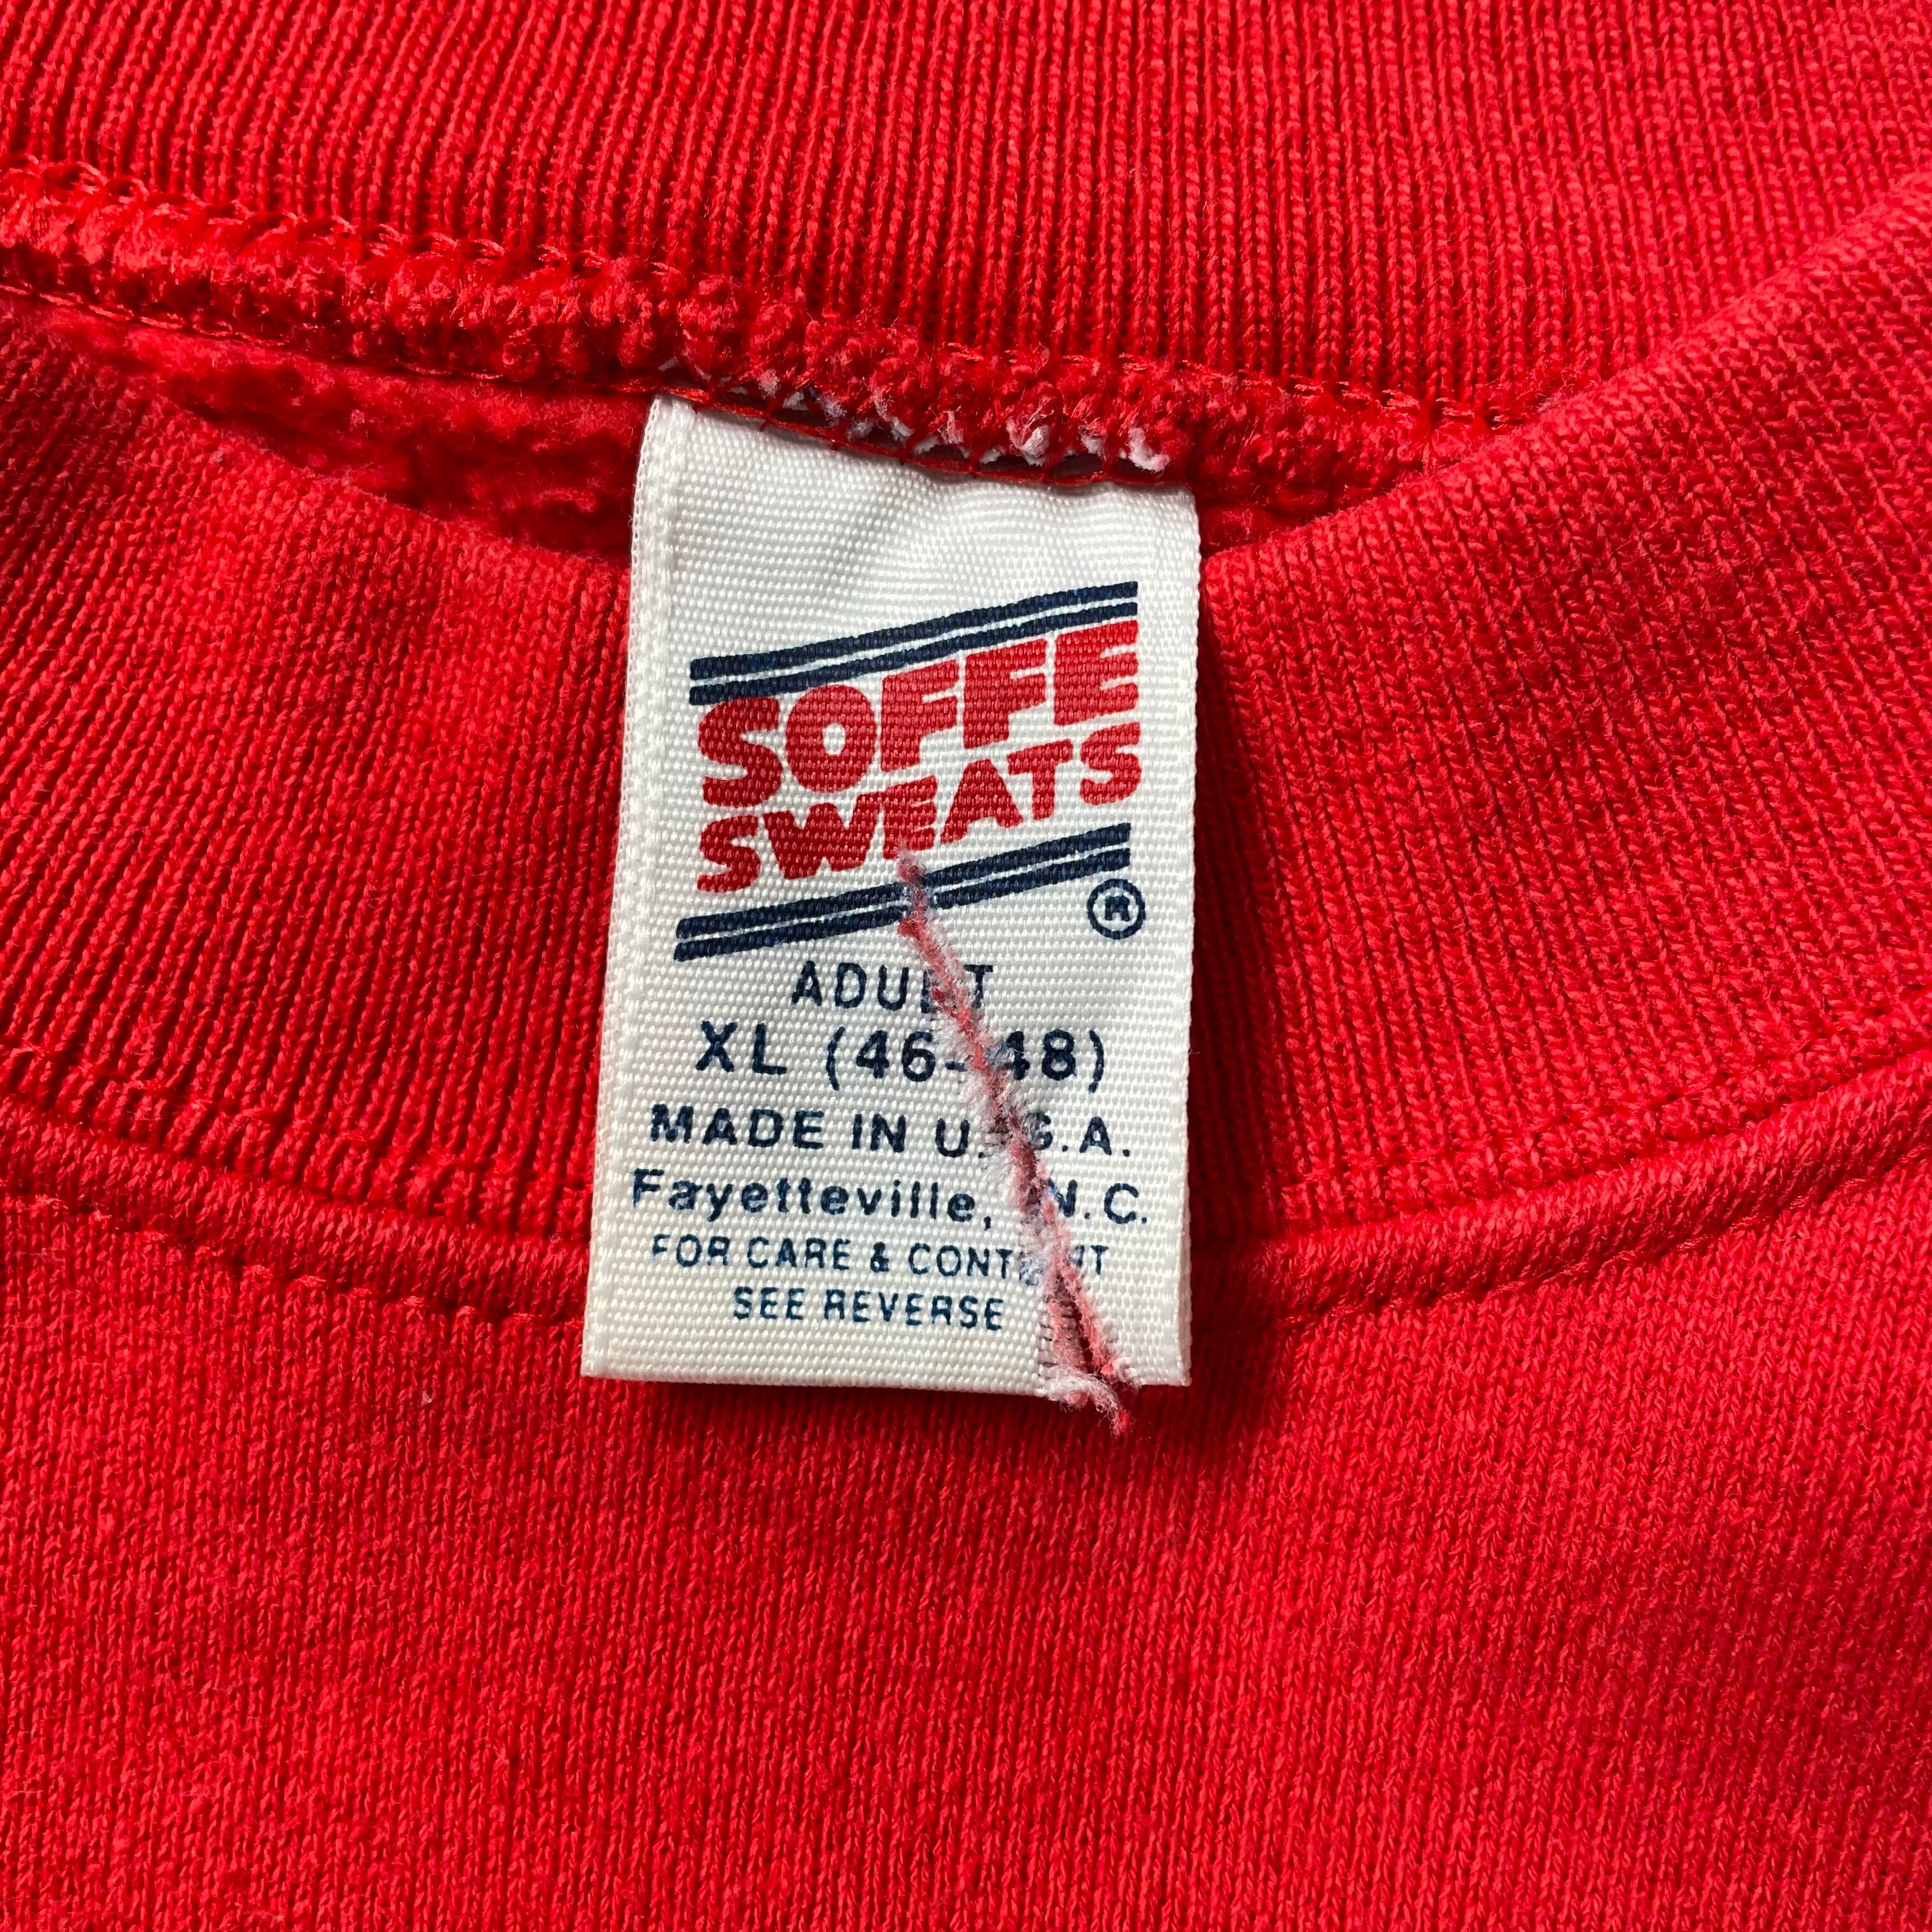 SOFFE
SWEATS
®
ADULT
XL (46-48)
MADE IN U.S.A.
Fayetteville, N.C.
FOR CARE & CONTENT
SEE REVERSE